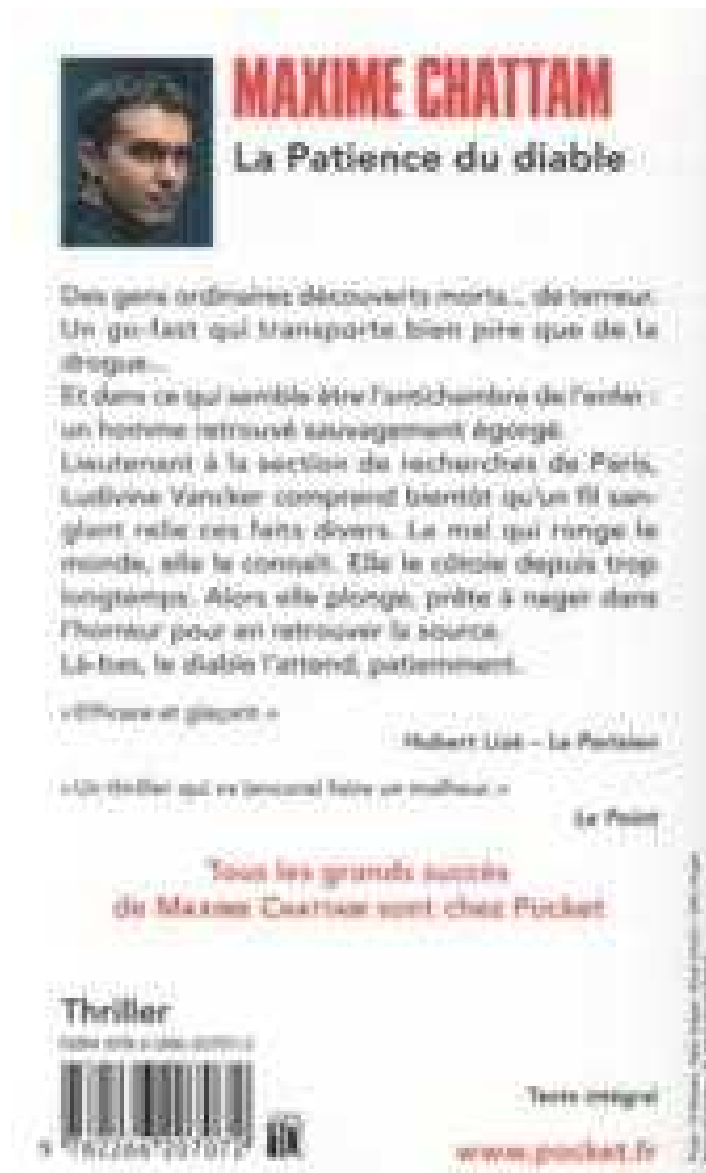 MAXIME CHATTAM
La Patience du diable
Des gens ordinaires découverts morts... de terreur.
Un go-fast qui transporte bien pire que de la
drogue...
Et dans ce qui semble être l'antichambre de l'enfer :
un homme retrouvé sauvagement égorgé.
Lieutenant à la section de recherches de Paris,
Ludivine Vancker comprend bientôt qu'un fil san-
glant relie ces faits divers. Le mal qui ronge le
monde, elle le connaît. Elle le côtoie depuis trop
longtemps. Alors elle plonge, prête à nager dans
l'horreur pour en retrouver la source.
Là-bas, le diable l'attend, patiemment.
« Efficace et glaçant. »
Hubert Lizé – Le Parisien
« Un thriller qui va (encore) faire un malheur. »
Le Point
Tous les grands succès
de MAXIME CHATTAM sont chez Pocket
Thriller
ISBN
Texte intégral
www.pocket.fr